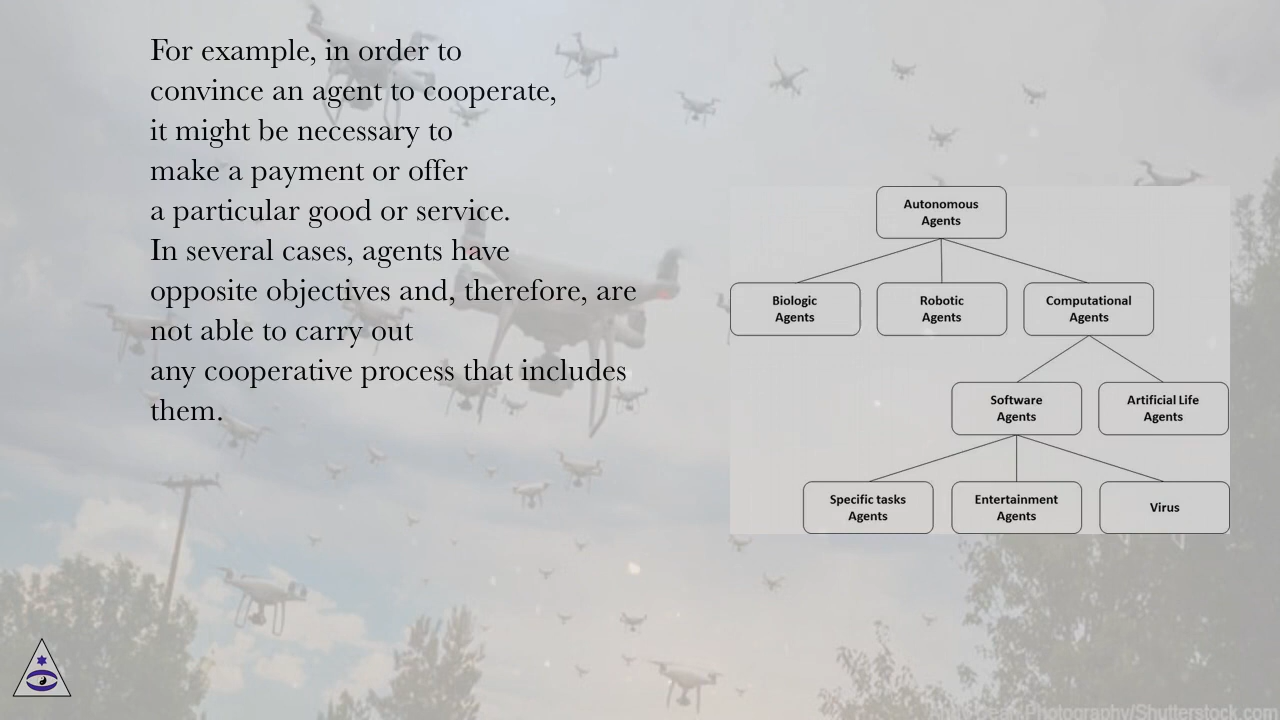 For example, in order to
convince an agent to cooperate,
it might be necessary to
make a payment or offer
a particular good or service.
In several cases, agents have
opposite objectives and, therefore, are
not able to carry out
any cooperative process that includes
them.
Autonomous
Agents
Biologic
Agents
Robotic
Agents
Computational
Agents
Software
Agents
Artificial Life
Agents
Specific tasks
Agents
Entertainment
Agents
Virus
Photography/Shutterstock.com